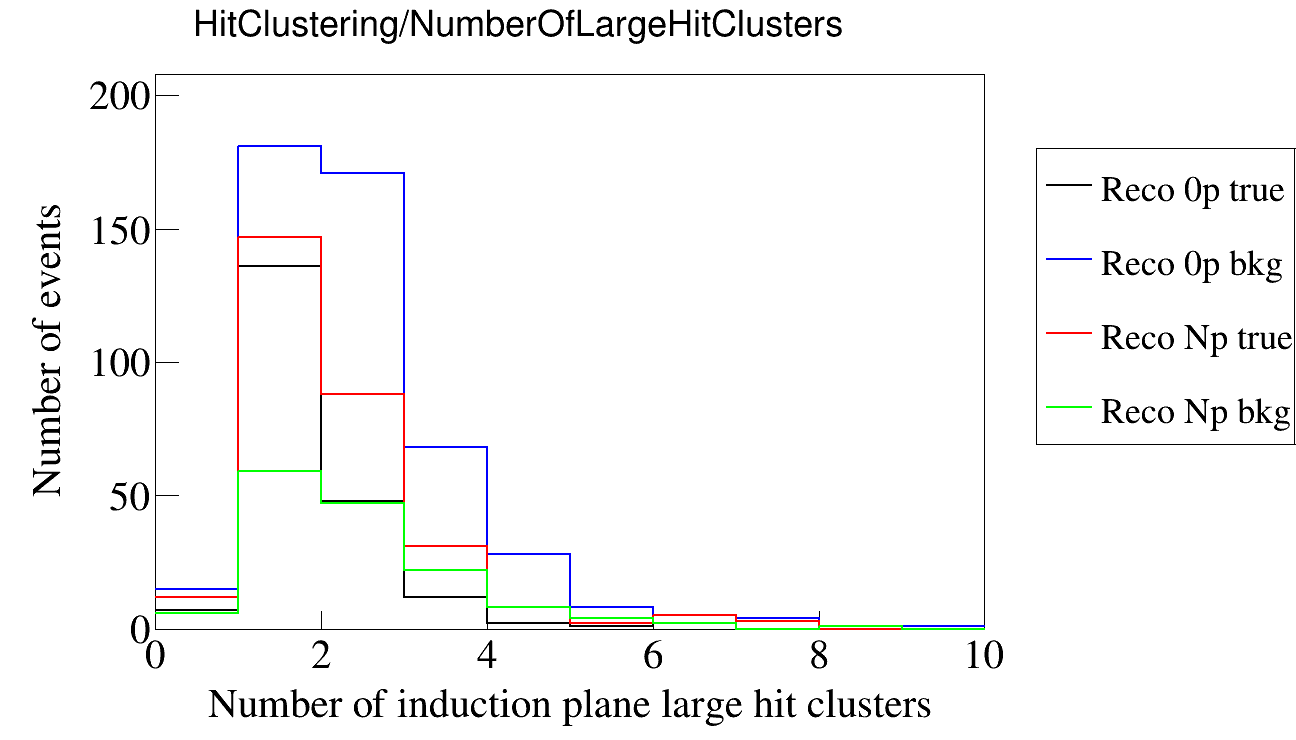 HitClustering/NumberOfLargeHitClusters
Number of events
200
150
100
50
0
0 2 4 6 8 10
Number of induction plane large hit clusters
Reco 0p true
Reco 0p bkg
Reco Np true
Reco Np bkg